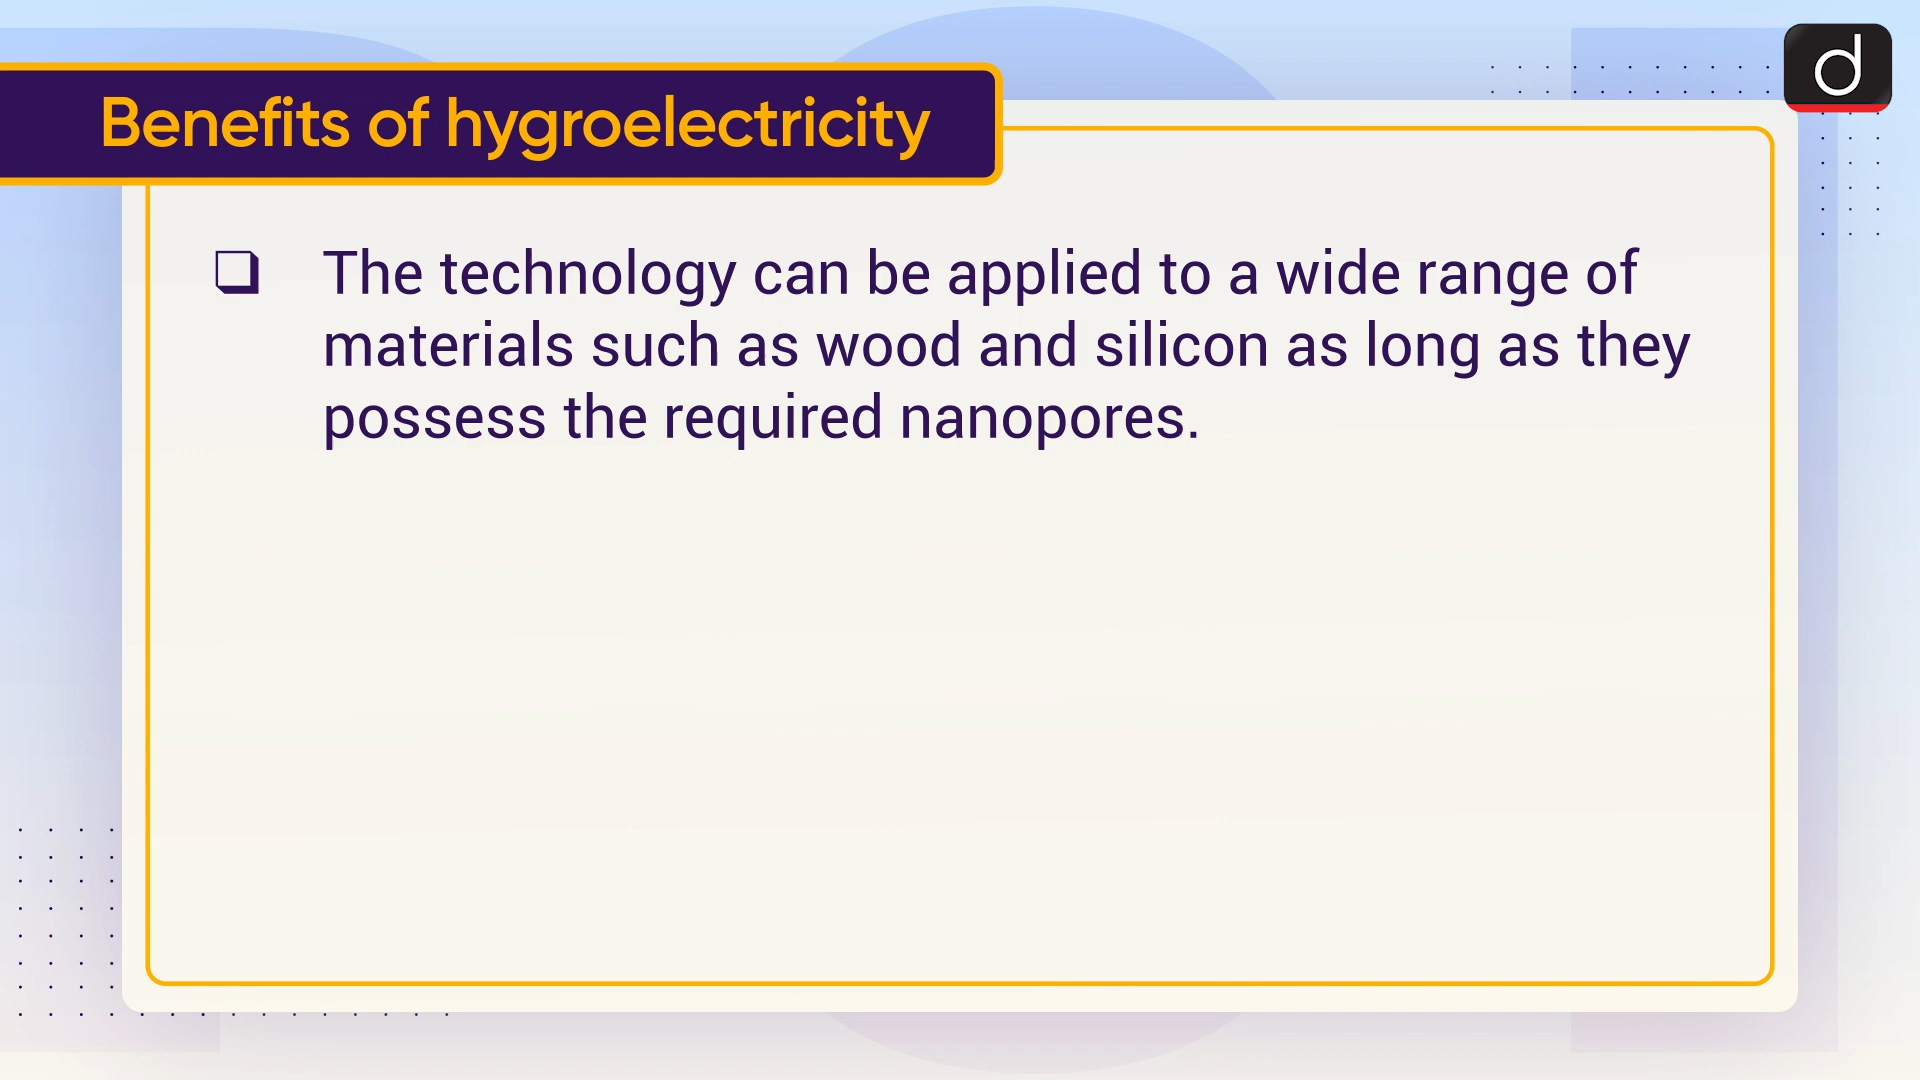 Benefits of hygroelectricity
d
❑ The technology can be applied to a wide range of
materials such as wood and silicon as long as they
possess the required nanopores.